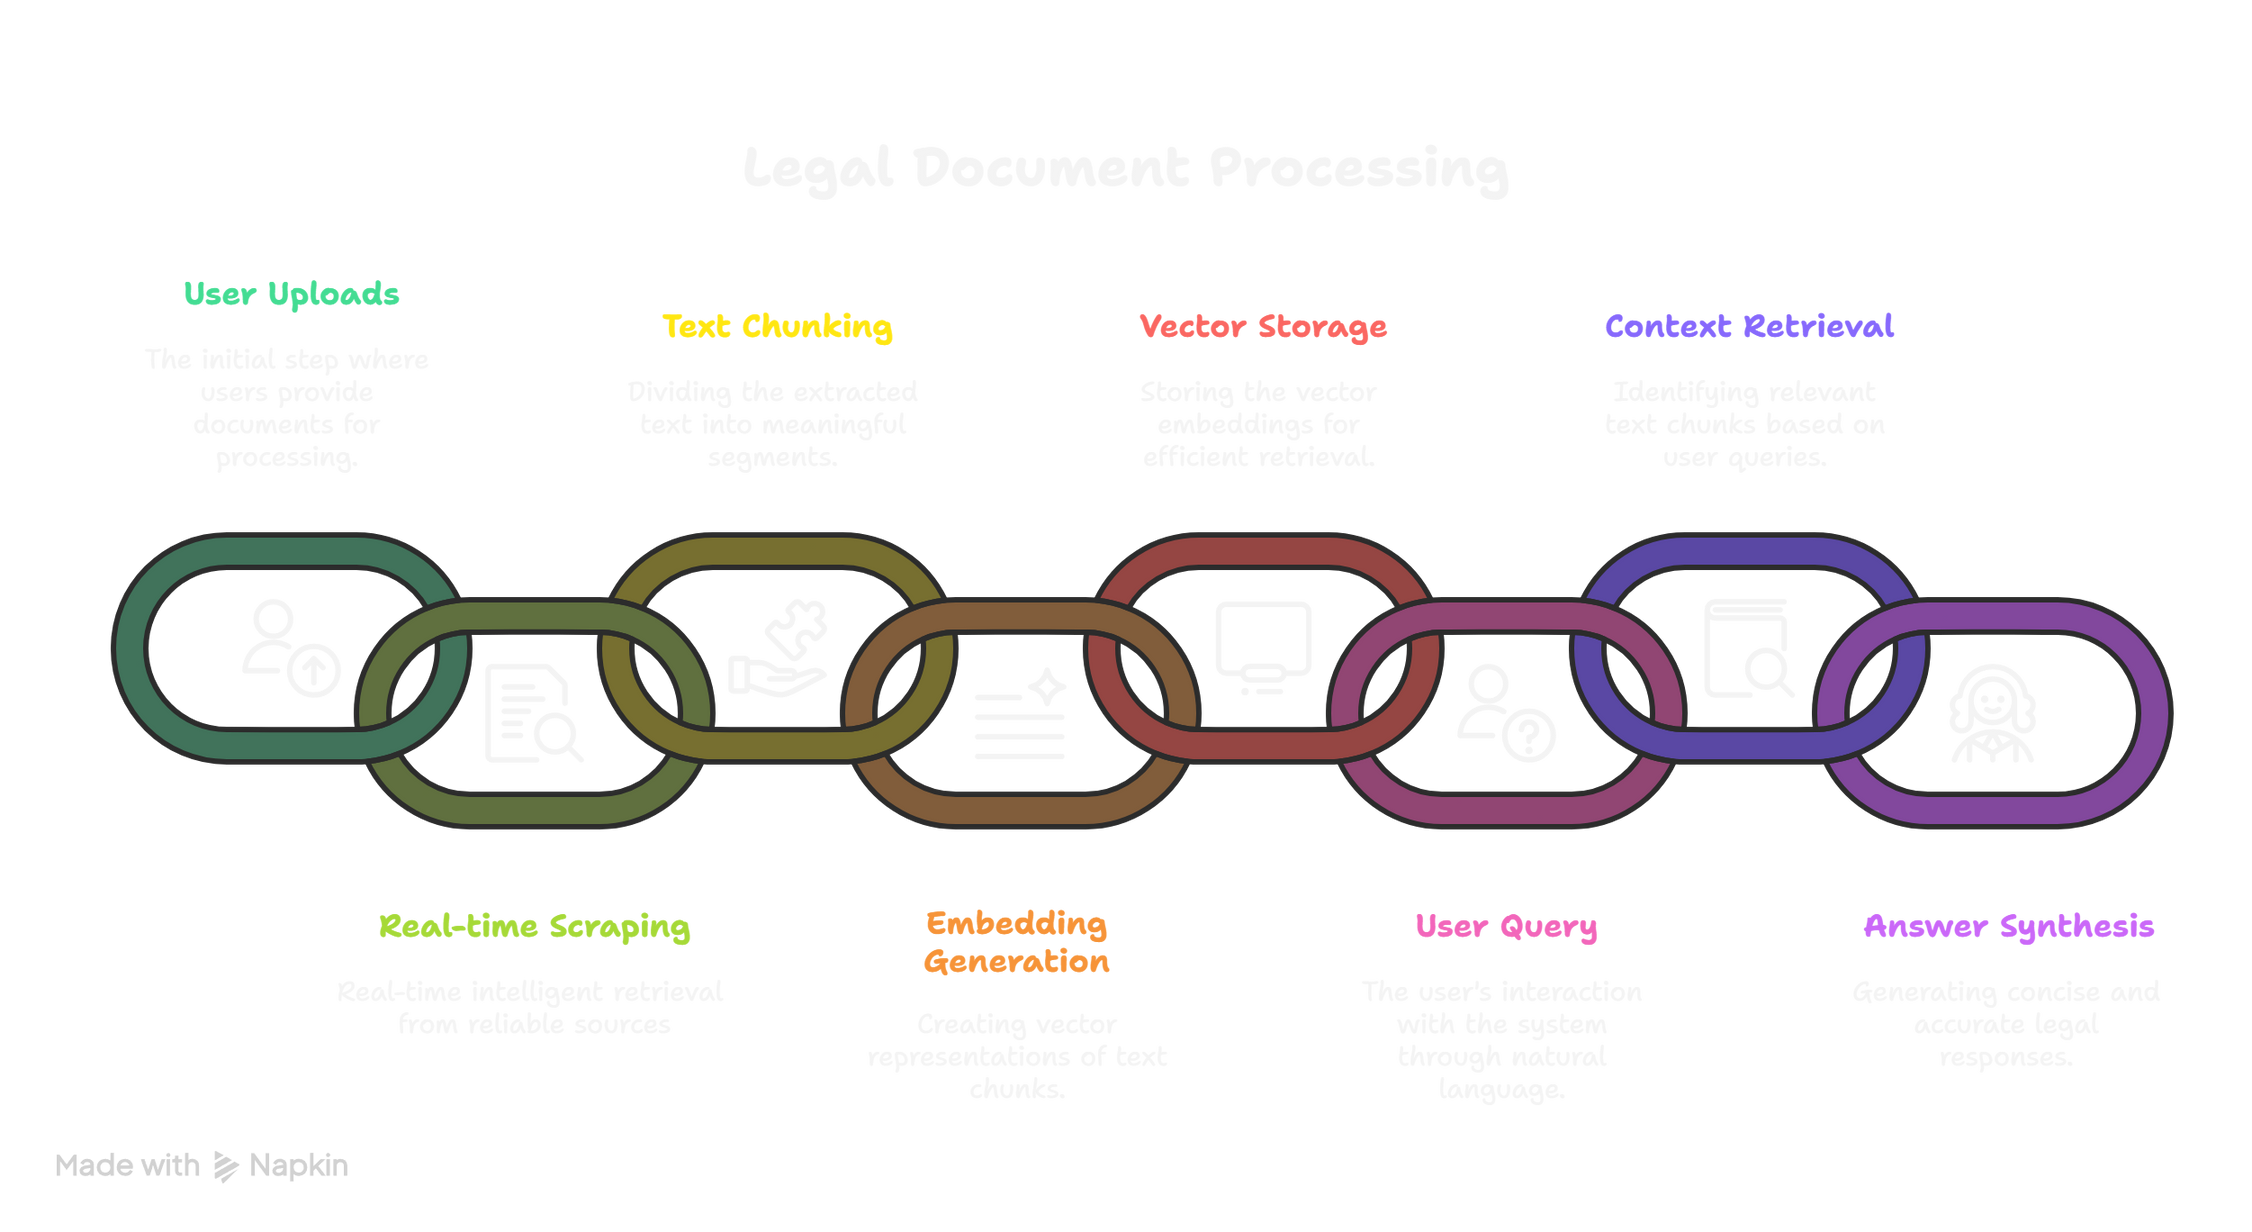 Legal Document Processing
User Uploads
The initial step where
users provide
documents for
processing.
Text Chunking
Dividing the extracted
text into meaningful
segments.
Vector Storage
Storing the vector
embeddings for
efficient retrieval.
Context Retrieval
Identifying relevant
text chunks based on
user queries.
Real-time Scraping
Real-time intelligent retrieval
from reliable sources
Embedding
Generation
Creating vector
representations of text
chunks.
User Query
The user's interaction
with the system
through natural
language.
Answer Synthesis
Generating concise and
accurate legal
responses.
Made with Napkin